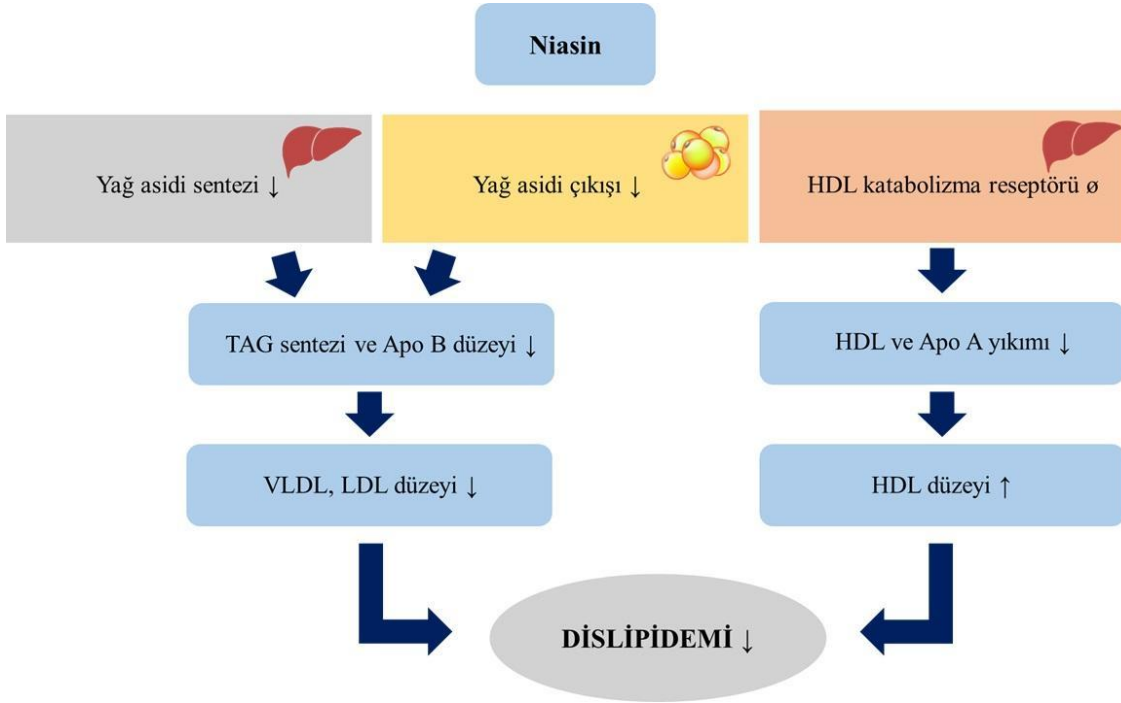 Niasin
Yağ asidi sentezi ↓
Yağ asidi çıkışı ↓
HDL katabolizma reseptörü ø
TAG sentezi ve Apo B düzeyi ↓
HDL ve Apo A yıkımı ↓
VLDL, LDL düzeyi ↓
HDL düzeyi ↑
DİSLİPİDEMİ ↓